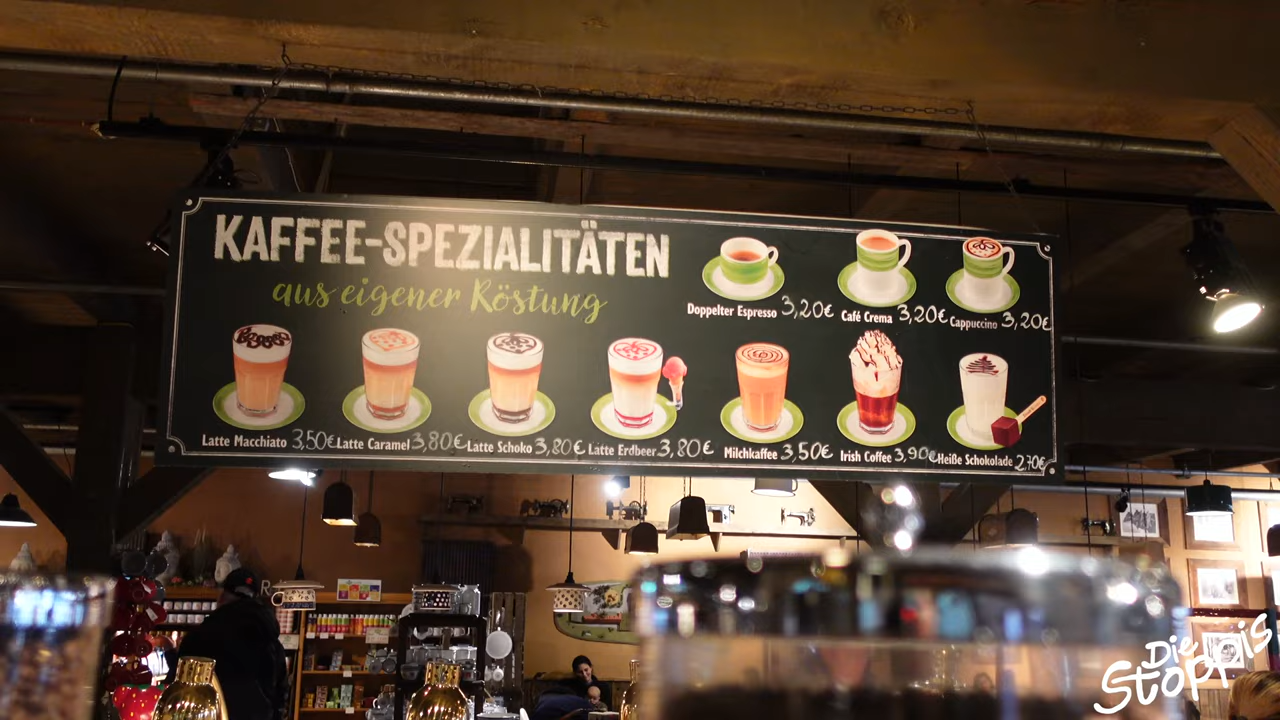 KAFFEE-SPEZIALITÄTEN
aus eigener Röstung
Doppelter Espresso 3,20€ Café Crema 3,20€ Cappuccino 3,20€
Latte Macchiato 3,50€ Latte Caramel 3,80€ Latte Schoko 3,80€ Latte Erdbeer 3,80€ Milchkaffee 3,50€ Irish Coffee 3,90€ Heiße Schokolade 2,70€
Die
Stoppis